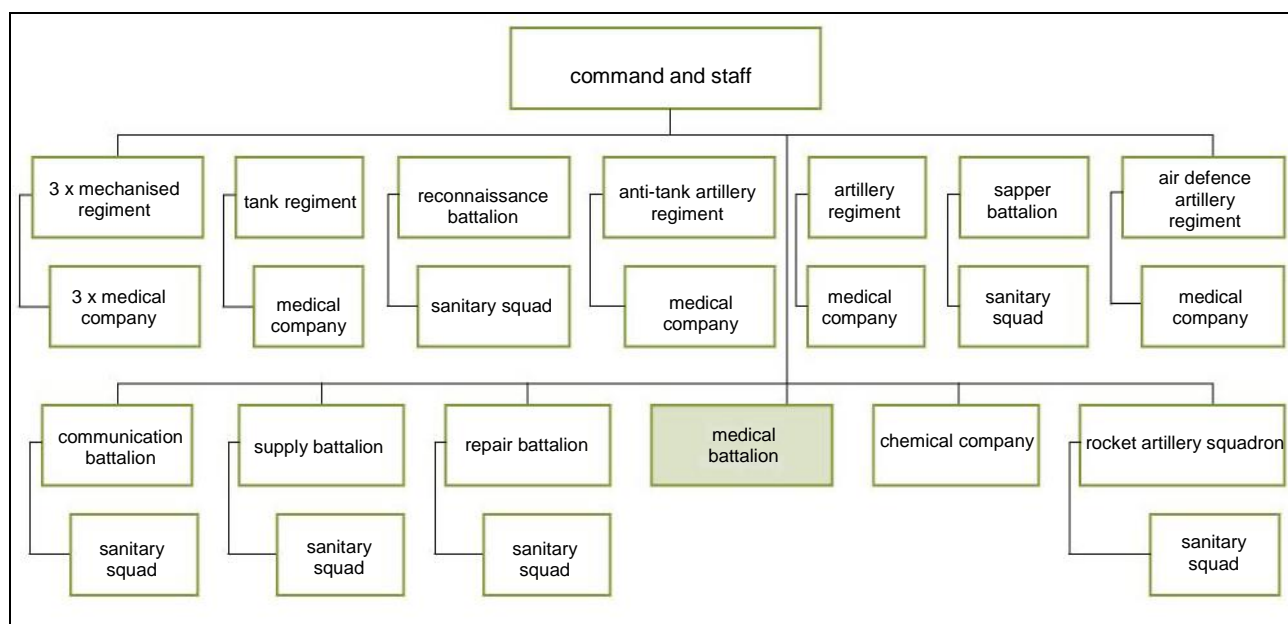 command and staff
3 x mechanised
regiment
tank regiment
reconnaissance
battalion
anti-tank artillery
regiment
artillery
regiment
sapper
battalion
air defence
artillery
regiment
3 x medical
company
medical
company
sanitary squad
medical
company
medical
company
sanitary
squad
medical
company
communication
battalion
supply battalion
repair battalion
medical
battalion
chemical company
rocket artillery squadron
sanitary
squad
sanitary
squad
sanitary
squad
sanitary
squad